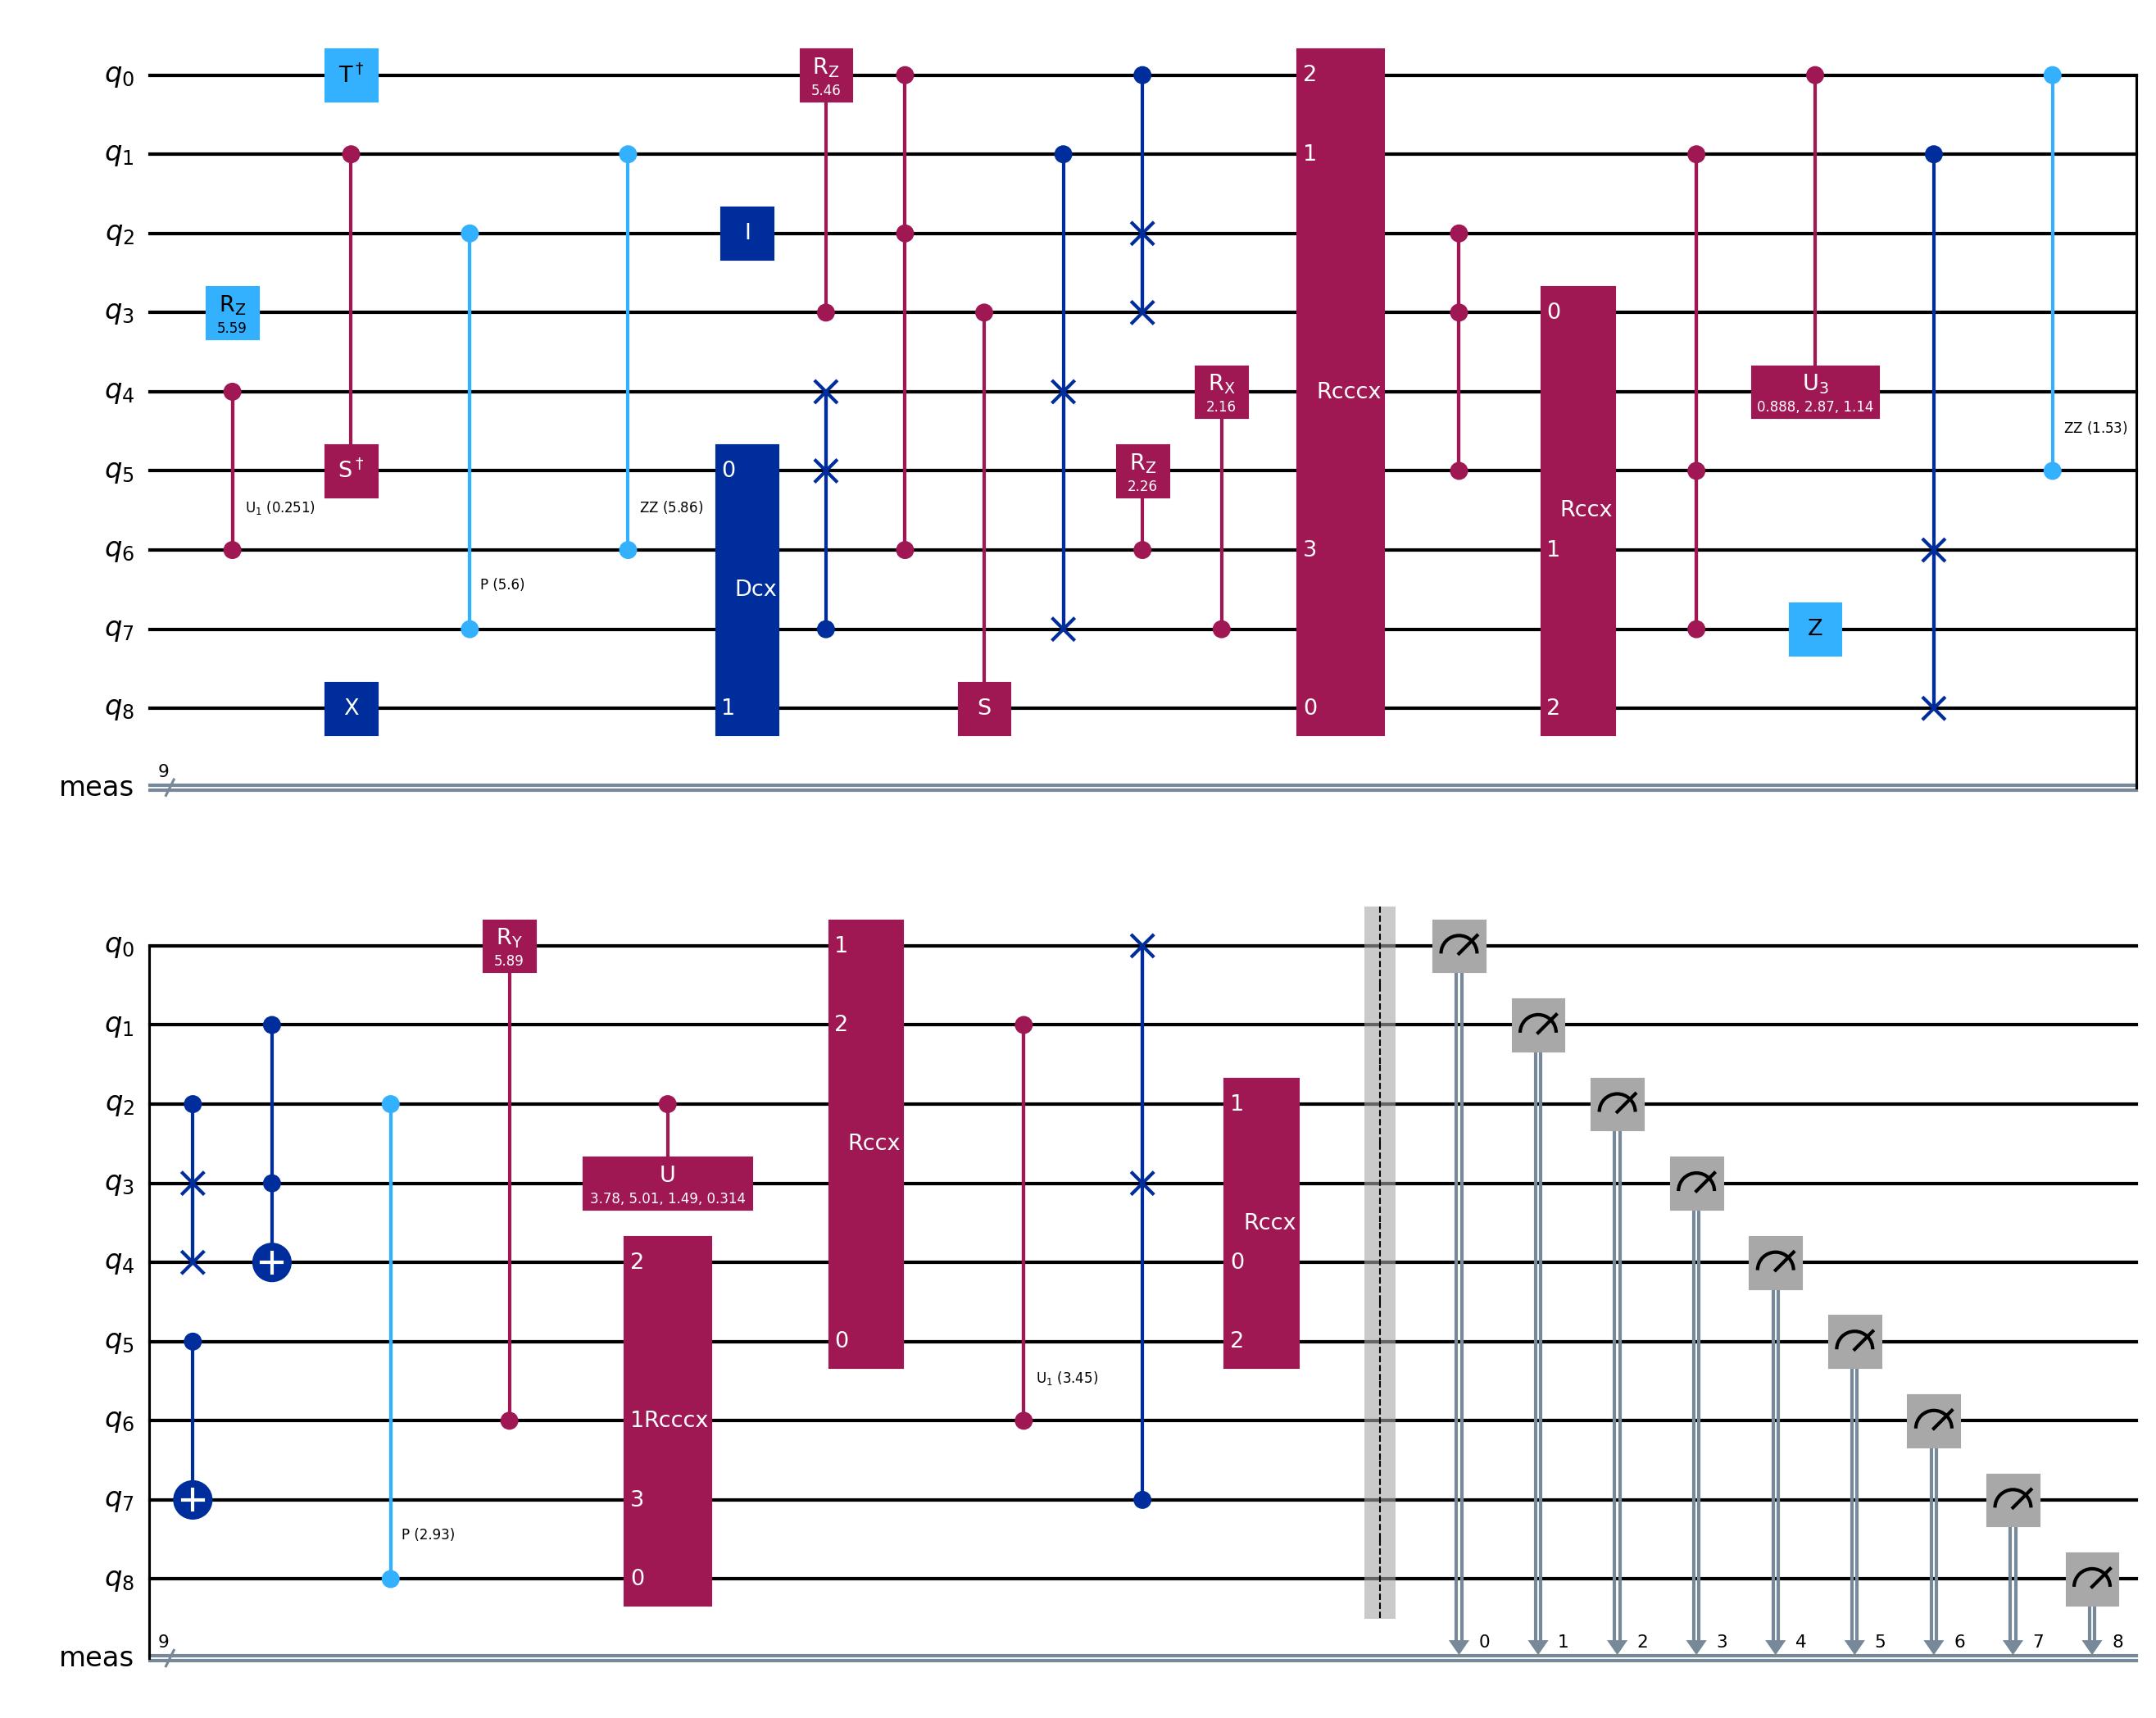 q0 T† RZ 5.46 2
q1 1
q2 I
q3 RZ 5.59 0
q4 RX 2.16 Rcccx U3 0.888, 2.87, 1.14
ZZ (1.53)
q5 S† 0 RZ 2.26
U1 (0.251) ZZ (5.86) Rccx
q6 3 1
P (5.6) Dcx
q7 Z
q8 X 1 S 0 2
meas 9
q0 RY 5.89 1
q1 2
q2 1
Rccx
q3 U 3.78, 5.01, 1.49, 0.314
Rccx
q4 2 0
q5 0 2
U1 (3.45)
q6 1 Rcccx
q7 3
P (2.93)
q8 0
meas 9 0 1 2 3 4 5 6 7 8